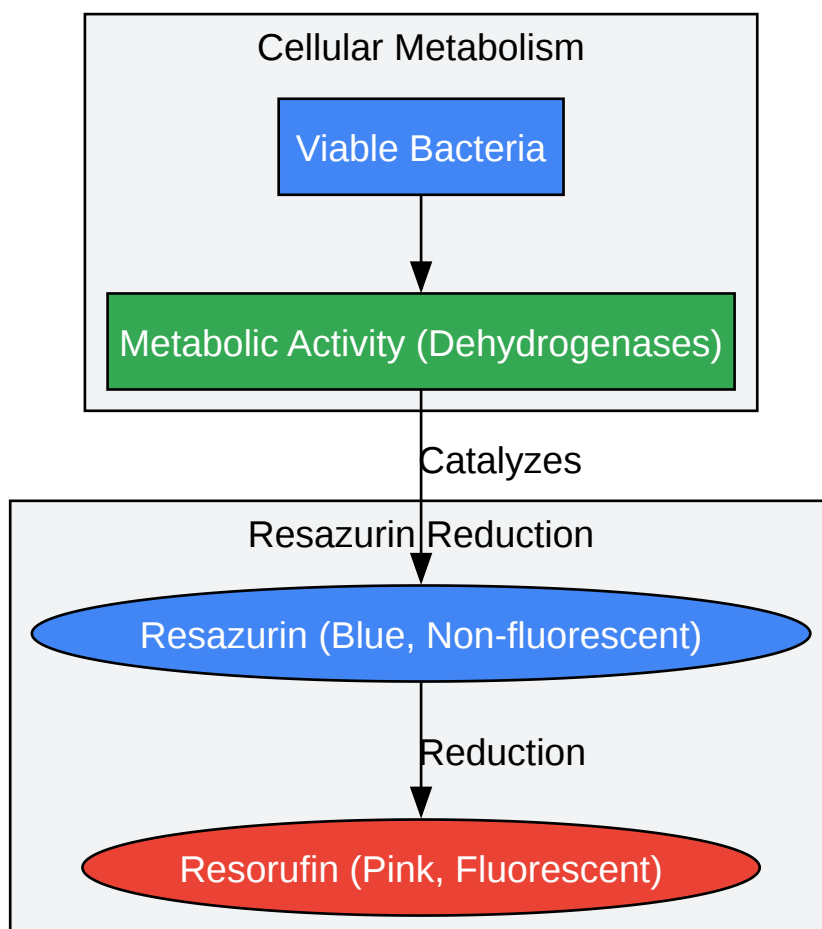 Cellular Metabolism
Viable Bacteria
Metabolic Activity (Dehydrogenases)
Catalyzes
Resazurin Reduction
Resazurin (Blue, Non-fluorescent)
Reduction
Resorufin (Pink, Fluorescent)